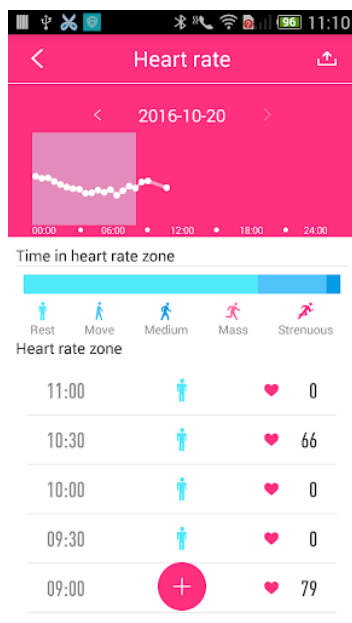 96 11:10
Heart rate
2016-10-20
00:00 06:00 12:00 18:00 24:00
Time in heart rate zone
Rest Move Medium Mass Strenuous
Heart rate zone
11:00 0
10:30 66
10:00 0
09:30 0
09:00 + 79